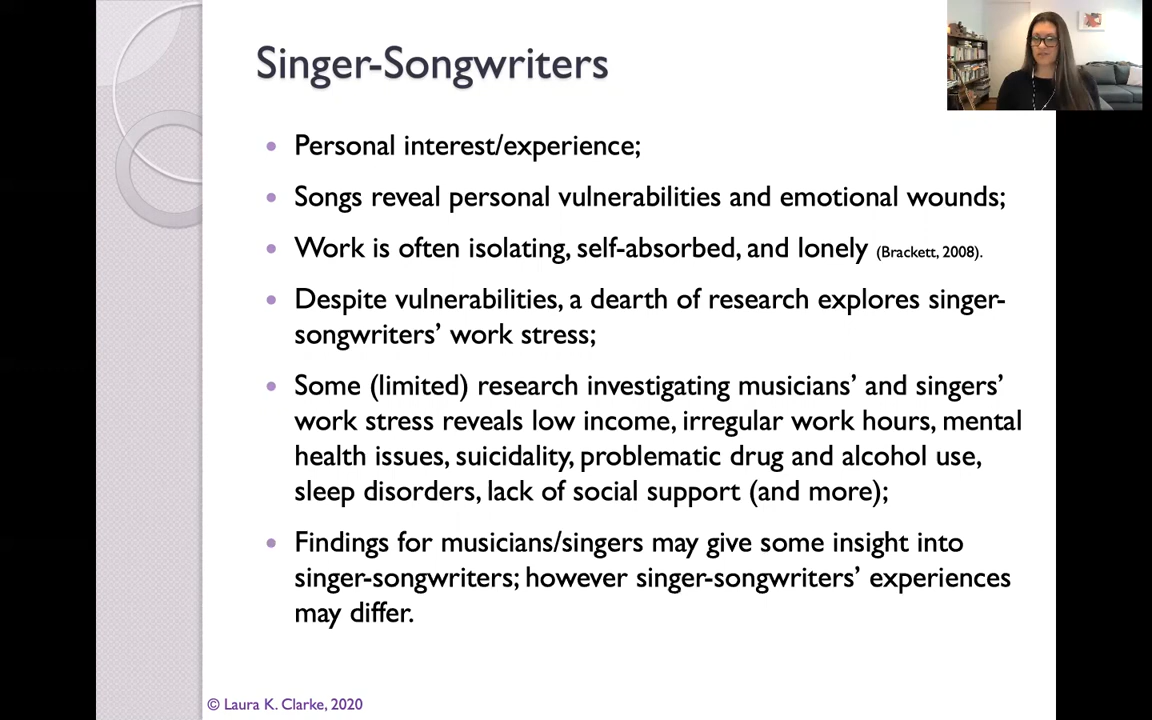 Singer-Songwriters
Personal interest/experience;
Songs reveal personal vulnerabilities and emotional wounds;
Work is often isolating, self-absorbed, and lonely (Brackett, 2008).
Despite vulnerabilities, a dearth of research explores singer-
songwriters’ work stress;
Some (limited) research investigating musicians’ and singers’
work stress reveals low income, irregular work hours, mental
health issues, suicidality, problematic drug and alcohol use,
sleep disorders, lack of social support (and more);
Findings for musicians/singers may give some insight into
singer-songwriters; however singer-songwriters’ experiences
may differ.
© Laura K. Clarke, 2020